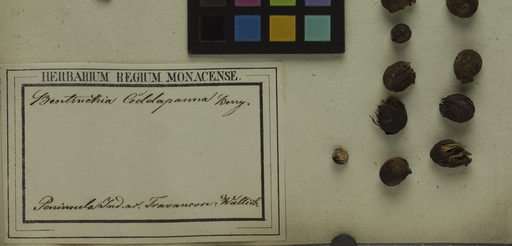 HERBARIUM REGIUM MONACENSE.
Bentinckia Coddapanna Berry.
Peninsula Ind. or. Travancore. Wallich.